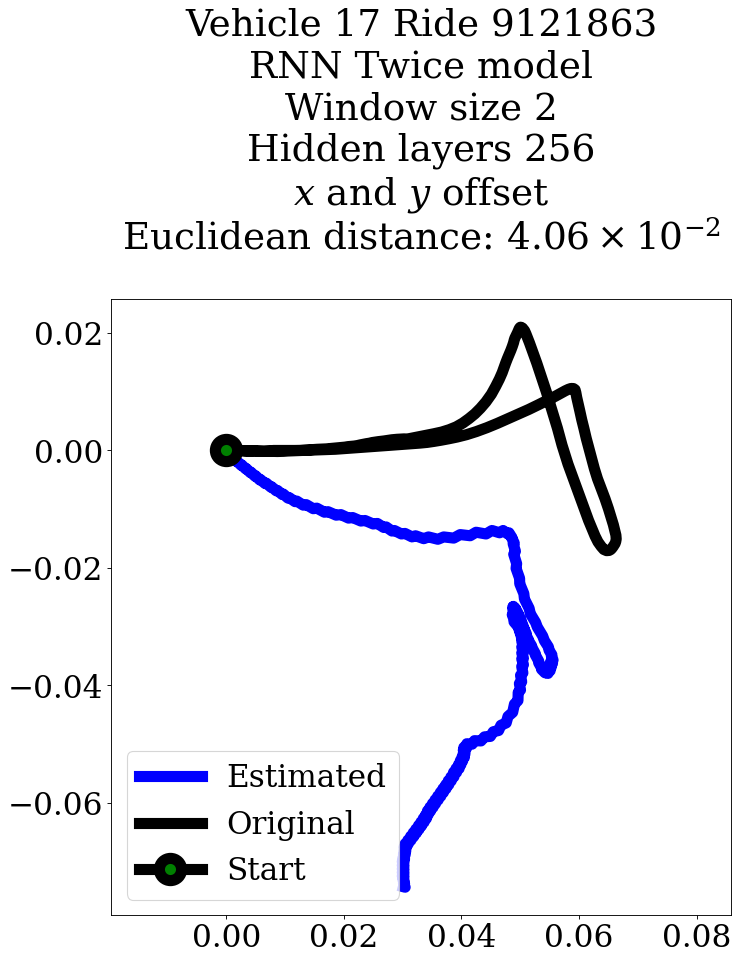 Vehicle 17 Ride 9121863
RNN Twice model
Window size 2
Hidden layers 256
x and y offset
Euclidean distance: 4.06 × 10⁻²
0.02
0.00
−0.02
−0.04
−0.06
Estimated
Original
Start
0.00 0.02 0.04 0.06 0.08